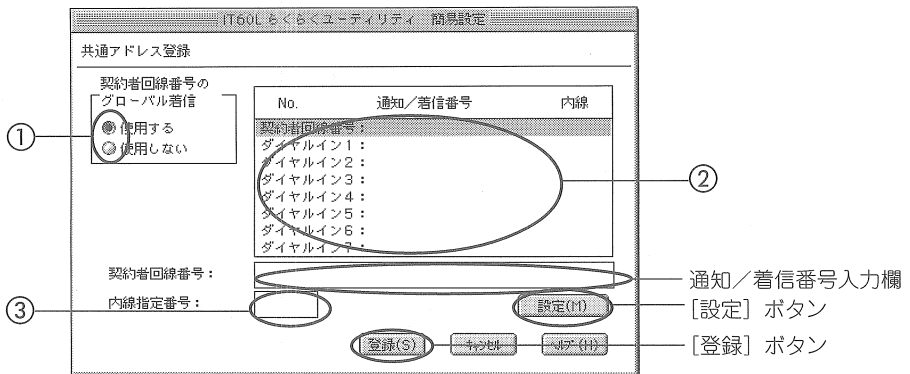 IT60L らくらくユーティリティ 簡易設定
共通アドレス登録
契約者回線番号の
グローバル着信
使用する
使用しない
No. 通知／着信番号 内線
契約者回線番号：
ダイヤルイン1：
ダイヤルイン2：
ダイヤルイン3：
ダイヤルイン4：
ダイヤルイン5：
ダイヤルイン6：
ダイヤルイン7：
契約者回線番号：
内線指定番号：
設定(M)
登録(S) キャンセル ヘルプ(H)
①
②
③
通知／着信番号入力欄
［設定］ボタン
［登録］ボタン